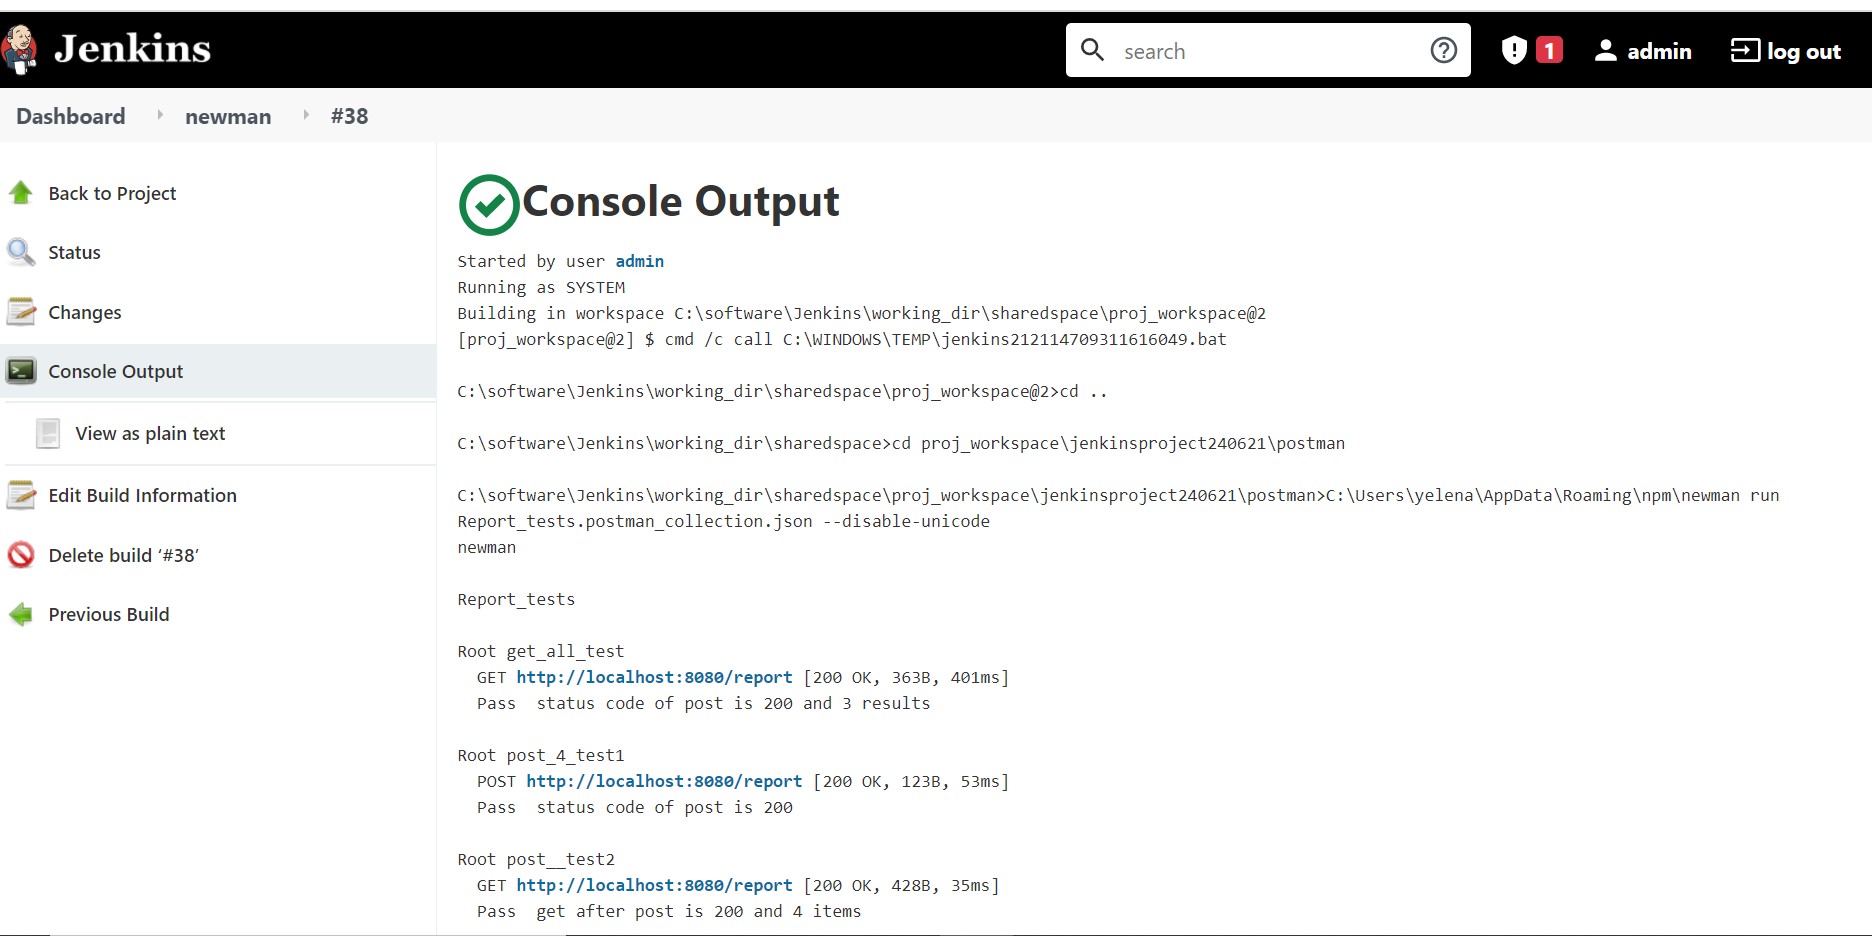 Jenkins
search
1
admin
log out
Dashboard
newman
#38
Back to Project
Status
Changes
Console Output
View as plain text
Edit Build Information
Delete build ‘#38’
Previous Build
Console Output
Started by user admin
Running as SYSTEM
Building in workspace C:\software\Jenkins\working_dir\sharedspace\proj_workspace@2
[proj_workspace@2] $ cmd /c call C:\WINDOWS\TEMP\jenkins212114709311616049.bat
C:\software\Jenkins\working_dir\sharedspace\proj_workspace@2>cd ..
C:\software\Jenkins\working_dir\sharedspace>cd proj_workspace\jenkinsproject240621\postman
C:\software\Jenkins\working_dir\sharedspace\proj_workspace\jenkinsproject240621\postman>C:\Users\yelena\AppData\Roaming\npm\newman run
Report_tests.postman_collection.json --disable-unicode
newman
Report_tests
Root get_all_test
GET http://localhost:8080/report [200 OK, 363B, 401ms]
Pass  status code of post is 200 and 3 results
Root post_4_test1
POST http://localhost:8080/report [200 OK, 123B, 53ms]
Pass  status code of post is 200
Root post__test2
GET http://localhost:8080/report [200 OK, 428B, 35ms]
Pass  get after post is 200 and 4 items